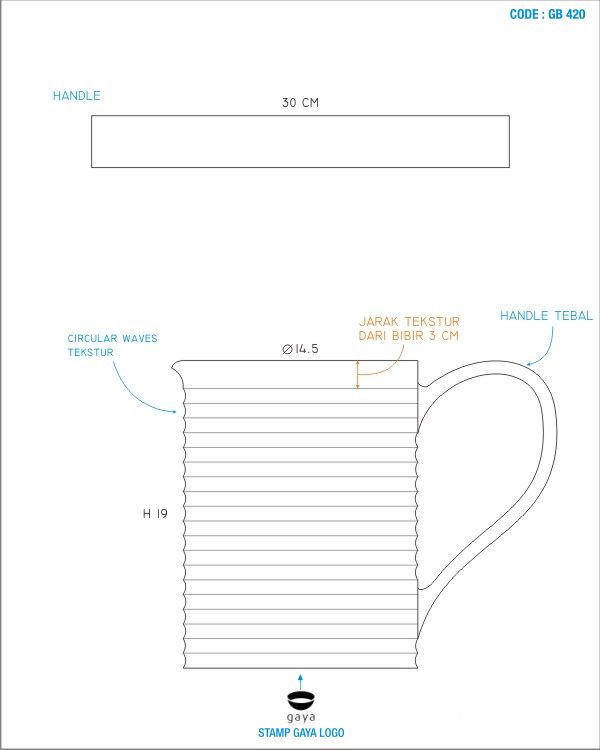 CODE : GB 420
HANDLE
30 CM
HANDLE TEBAL
JARAK TEKSTUR
DARI BIBIR 3 CM
CIRCULAR WAVES
TEKSTUR
Ø14.5
H 19
gaya
STAMP GAYA LOGO